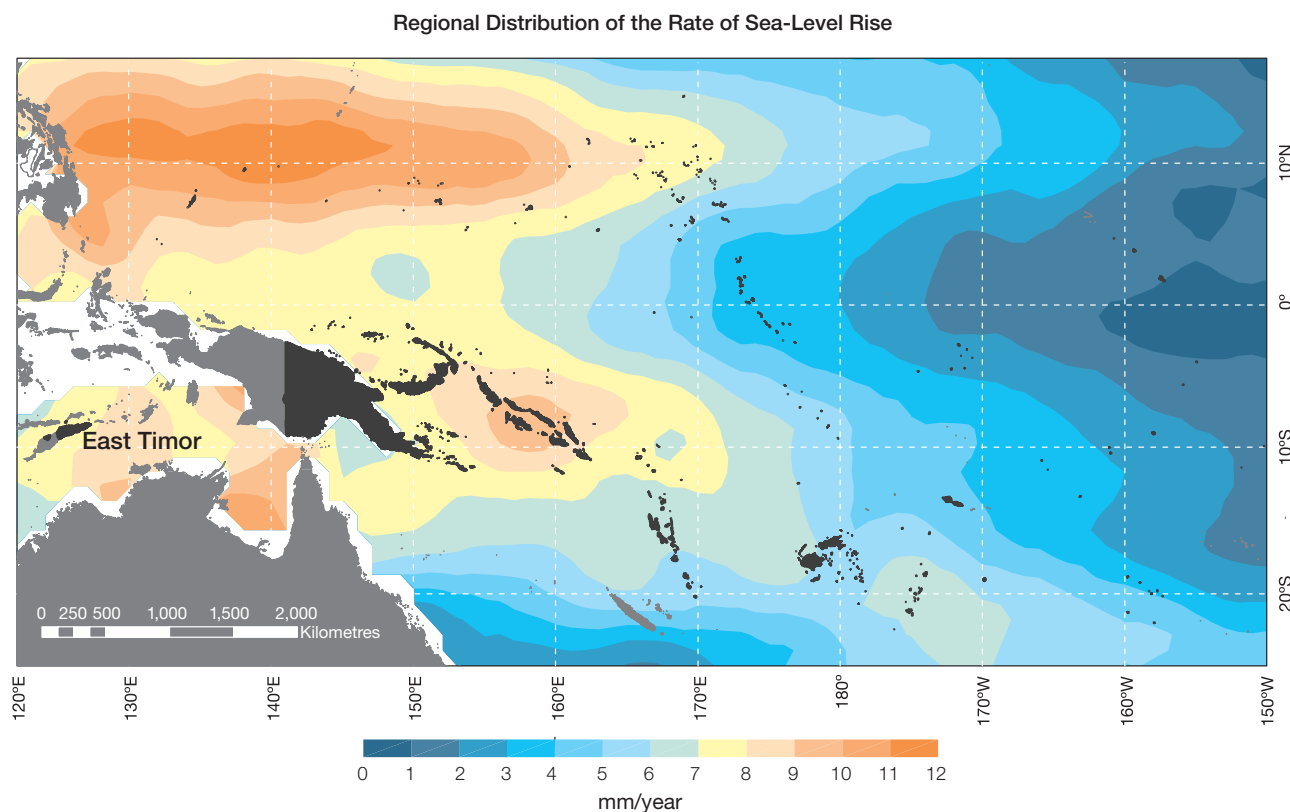 Regional Distribution of the Rate of Sea-Level Rise
10°N
0°
East Timor
10°S
20°S
0 250 500 1,000 1,500 2,000
Kilometres
120°E 130°E 140°E 150°E 160°E 170°E 180° 170°W 160°W 150°W
0 1 2 3 4 5 6 7 8 9 10 11 12
mm/year